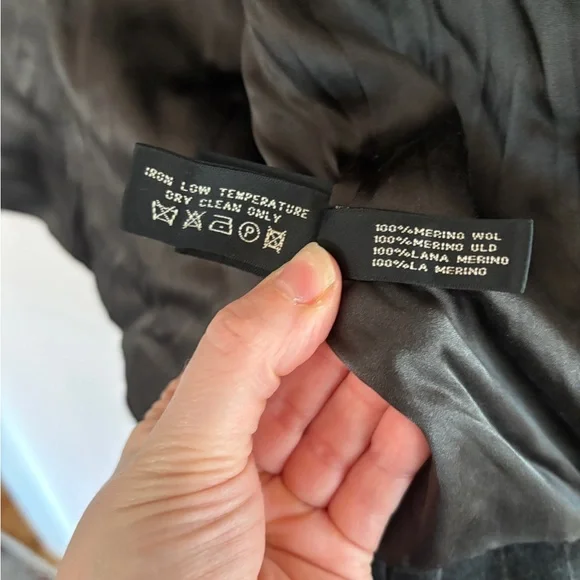 IRON LOW TEMPERATURE
DRY CLEAN ONLY
P
100%MERINO WOL
100%MERINO ULD
100%LANA MERINO
100%LA MERINO